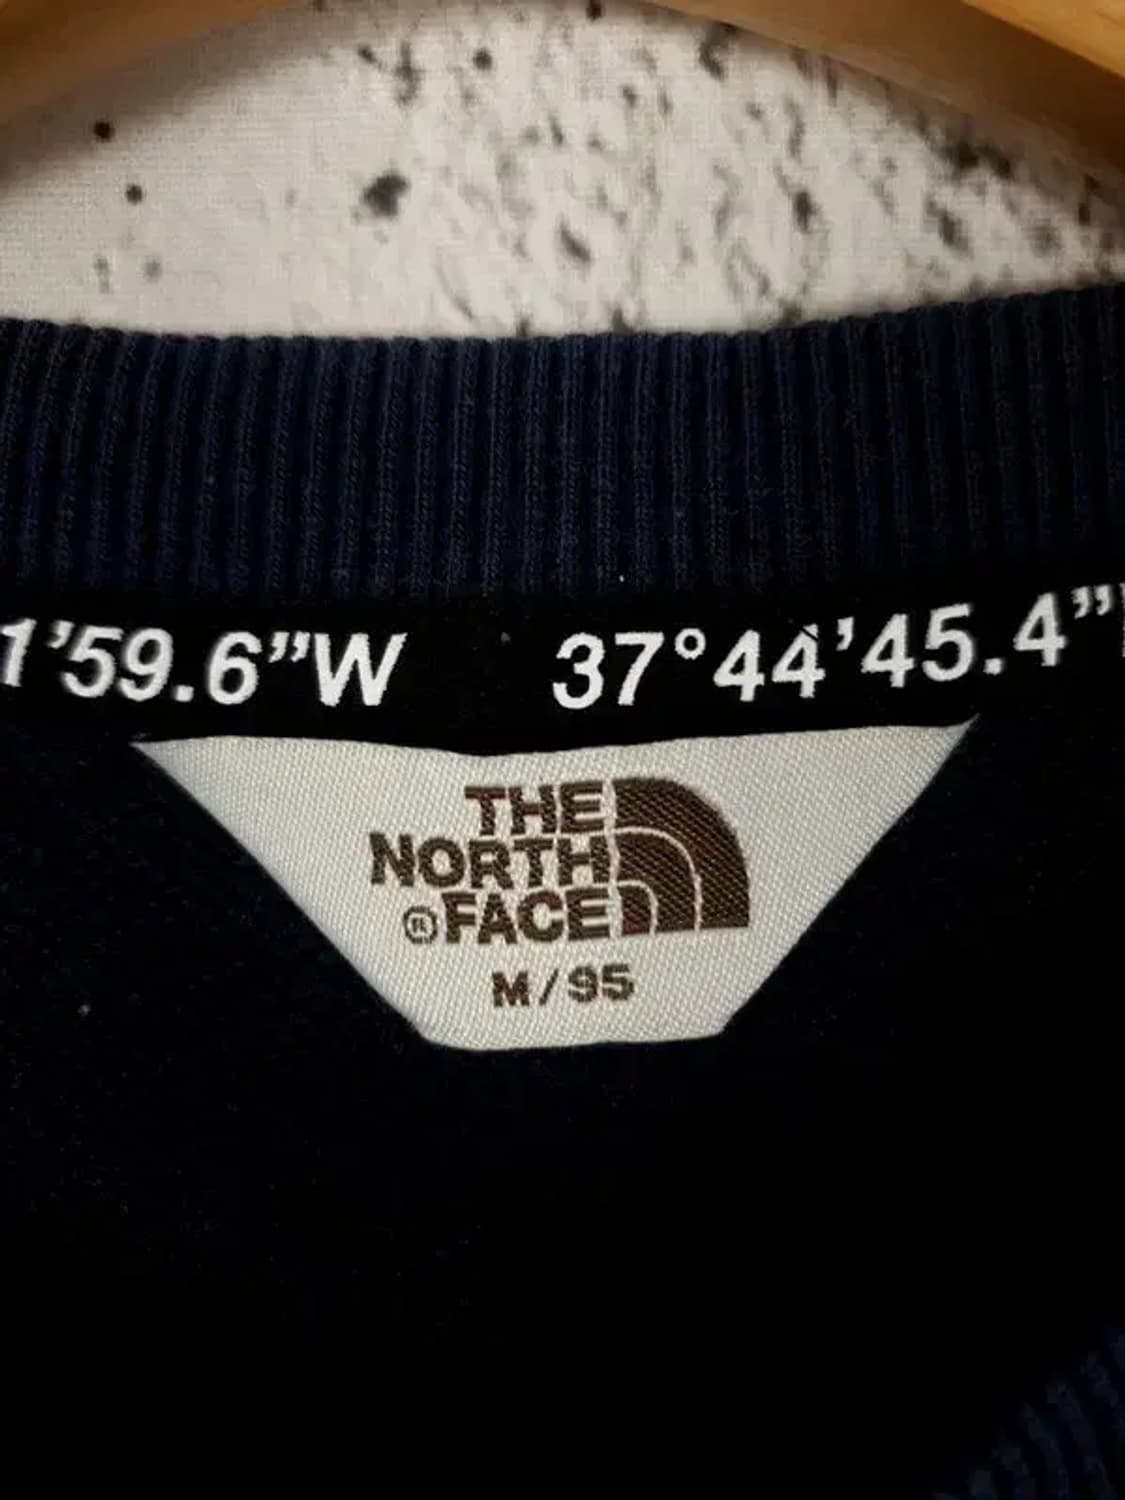 1’59.6”W 37°44’45.4”
THE
NORTH
®FACE
M/95